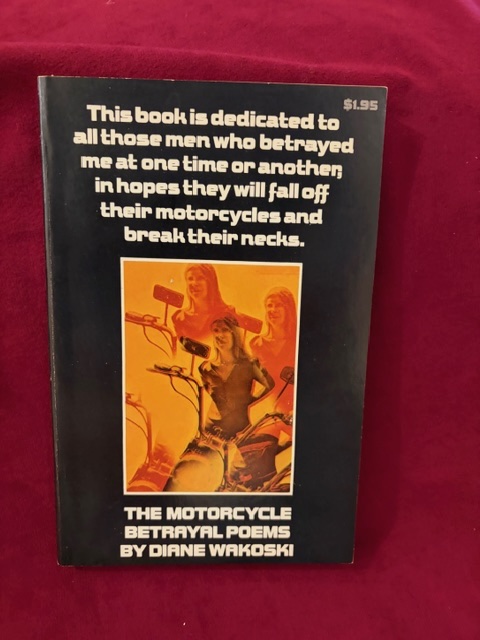 $1.95
This book is dedicated to
all those men who betrayed
me at one time or another,
in hopes they will fall off
their motorcycles and
break their necks.
THE MOTORCYCLE
BETRAYAL POEMS
BY DIANE WAKOSKI